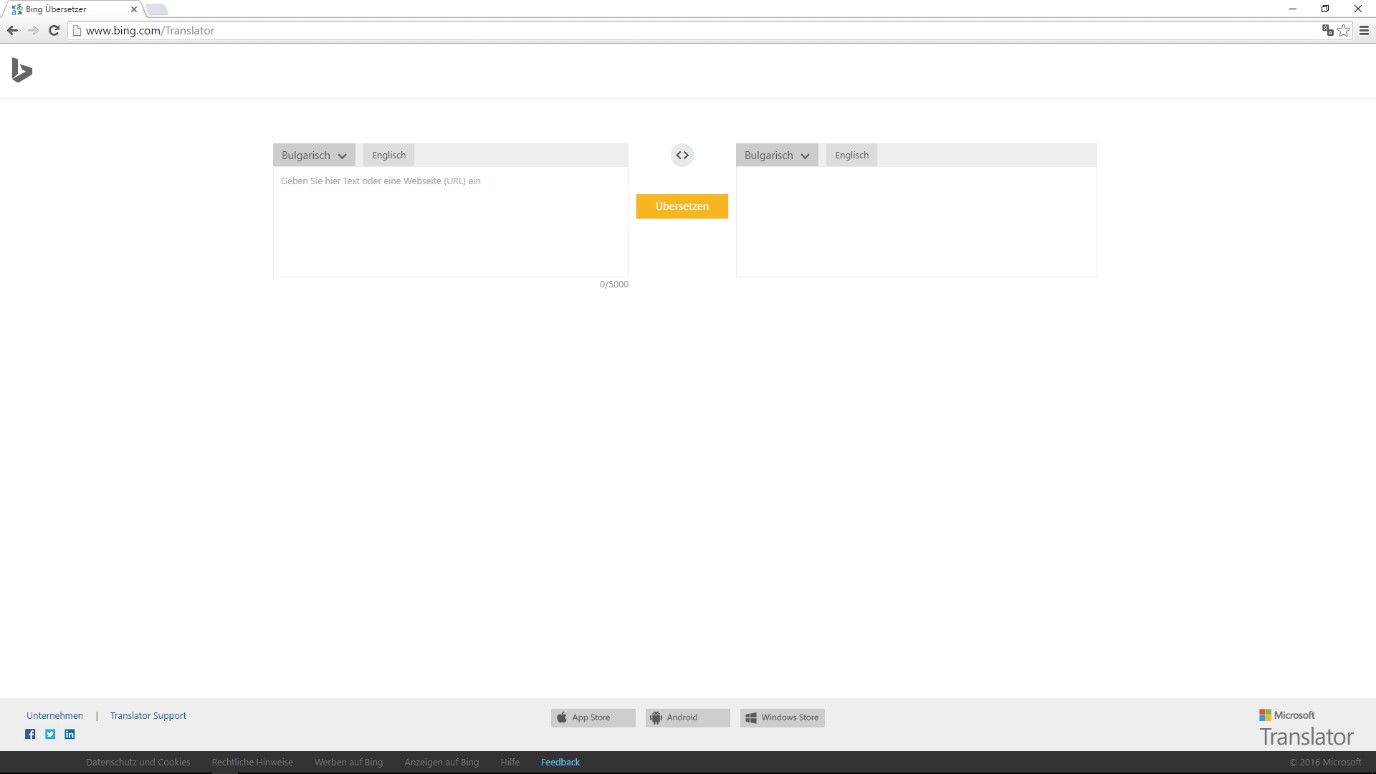 Bing Übersetzer
www.bing.com/Translator
Bulgarisch Englisch Bulgarisch Englisch
Geben Sie hier Text oder eine Webseite (URL) ein
Übersetzen
0/5000
Unternehmen | Translator Support
App Store Android Windows Store
Microsoft
Translator
Datenschutz und Cookies Rechtliche Hinweise Werben auf Bing Anzeigen auf Bing Hilfe Feedback © 2016 Microsoft